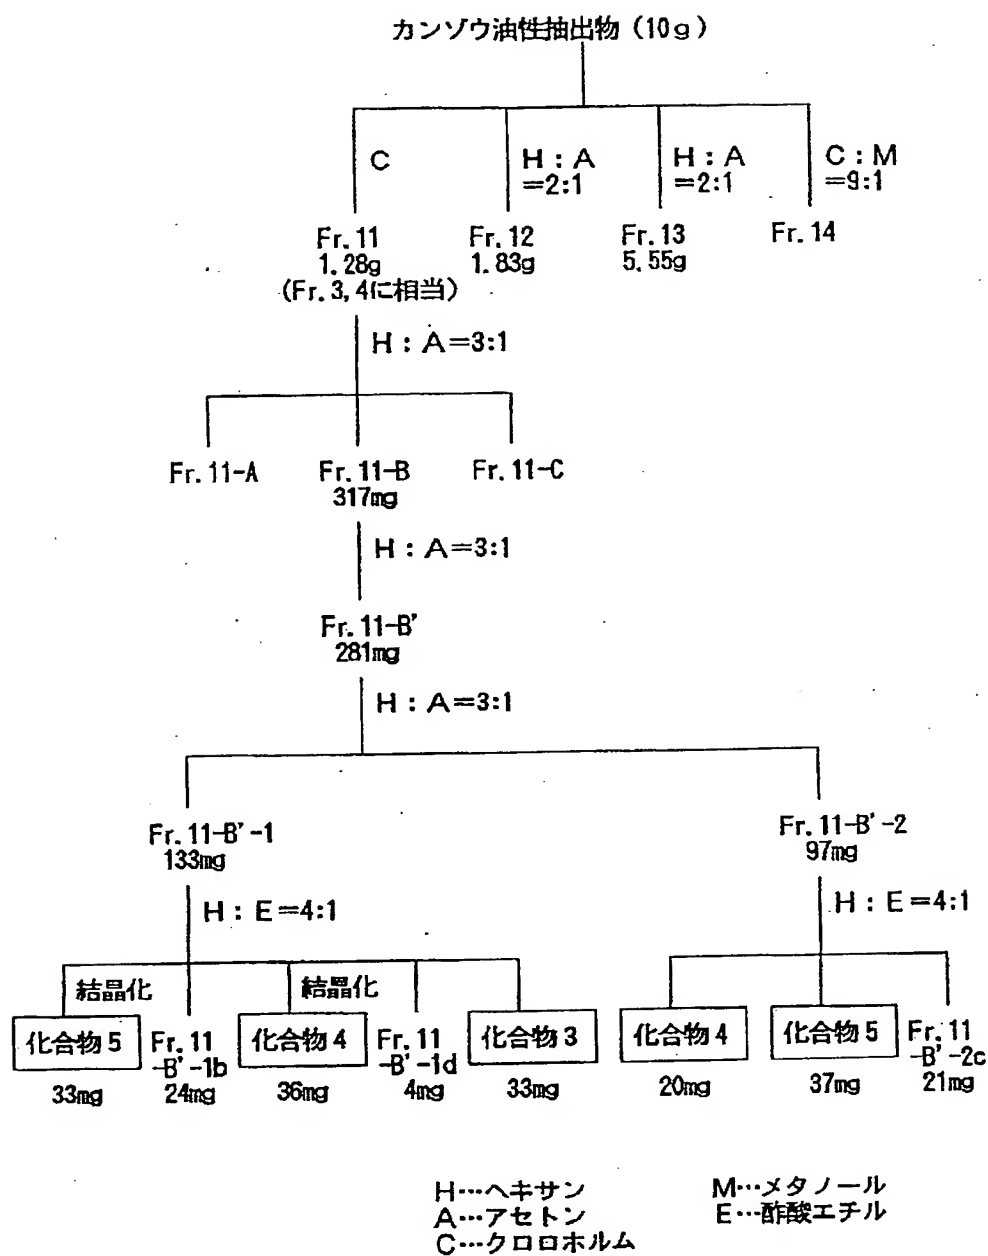 カンゾウ油性抽出物(10g)
C
H:A
=2:1
H:A
=2:1
C:M
=9:1
Fr.11
1.28g
(Fr.3,4に相当)
Fr.12
1.83g
Fr.13
5.55g
Fr.14
H:A=3:1
Fr.11-A
Fr.11-B
317mg
Fr.11-C
H:A=3:1
Fr.11-B'
281mg
H:A=3:1
Fr.11-B'-1
133mg
Fr.11-B'-2
97mg
H:E=4:1
H:E=4:1
結晶化
結晶化
化合物5
33mg
Fr.11
-B'-1b
24mg
化合物4
36mg
Fr.11
-B'-1d
4mg
化合物3
33mg
化合物4
20mg
化合物5
37mg
Fr.11
-B'-2c
21mg
H…ヘキサン
A…アセトン
C…クロロホルム
M…メタノール
E…酢酸エチル